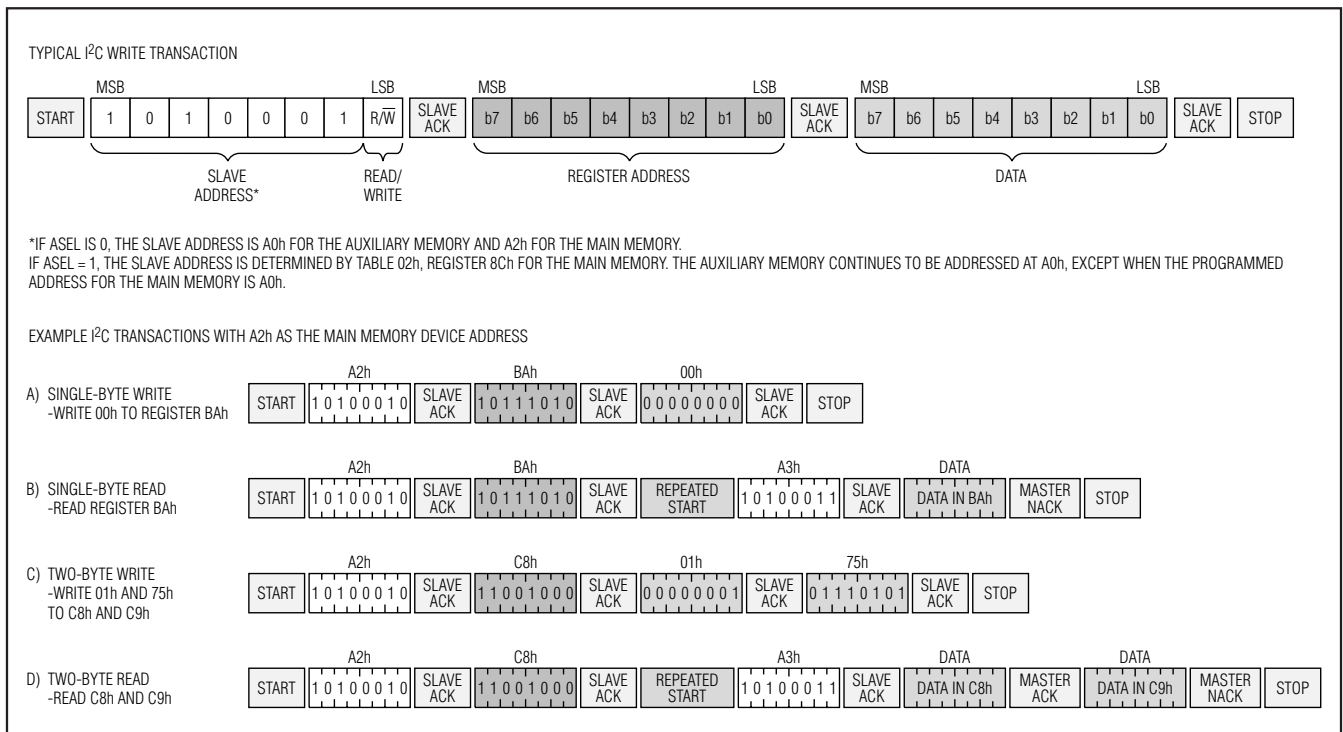 TYPICAL I2C WRITE TRANSACTION
MSB LSB MSB LSB MSB LSB
START 1 0 1 0 0 0 1 R/W̅ SLAVE ACK b7 b6 b5 b4 b3 b2 b1 b0 SLAVE ACK b7 b6 b5 b4 b3 b2 b1 b0 SLAVE ACK STOP
SLAVE ADDRESS* READ/WRITE REGISTER ADDRESS DATA
*IF ASEL IS 0, THE SLAVE ADDRESS IS A0h FOR THE AUXILIARY MEMORY AND A2h FOR THE MAIN MEMORY.
IF ASEL = 1, THE SLAVE ADDRESS IS DETERMINED BY TABLE 02h, REGISTER 8Ch FOR THE MAIN MEMORY. THE AUXILIARY MEMORY CONTINUES TO BE ADDRESSED AT A0h, EXCEPT WHEN THE PROGRAMMED
ADDRESS FOR THE MAIN MEMORY IS A0h.
EXAMPLE I2C TRANSACTIONS WITH A2h AS THE MAIN MEMORY DEVICE ADDRESS
A2h BAh 00h
A) SINGLE-BYTE WRITE
-WRITE 00h TO REGISTER BAh
START 10100010 SLAVE ACK 10111010 SLAVE ACK 00000000 SLAVE ACK STOP
A2h BAh A3h DATA
B) SINGLE-BYTE READ
-READ REGISTER BAh
START 10100010 SLAVE ACK 10111010 SLAVE ACK REPEATED START 10100011 SLAVE ACK DATA IN BAh MASTER NACK STOP
A2h C8h 01h 75h
C) TWO-BYTE WRITE
-WRITE 01h AND 75h
TO C8h AND C9h
START 10100010 SLAVE ACK 11001000 SLAVE ACK 00000001 SLAVE ACK 01110101 SLAVE ACK STOP
A2h C8h A3h DATA DATA
D) TWO-BYTE READ
-READ C8h AND C9h
START 10100010 SLAVE ACK 11001000 SLAVE ACK REPEATED START 10100011 SLAVE ACK DATA IN C8h MASTER ACK DATA IN C9h MASTER NACK STOP